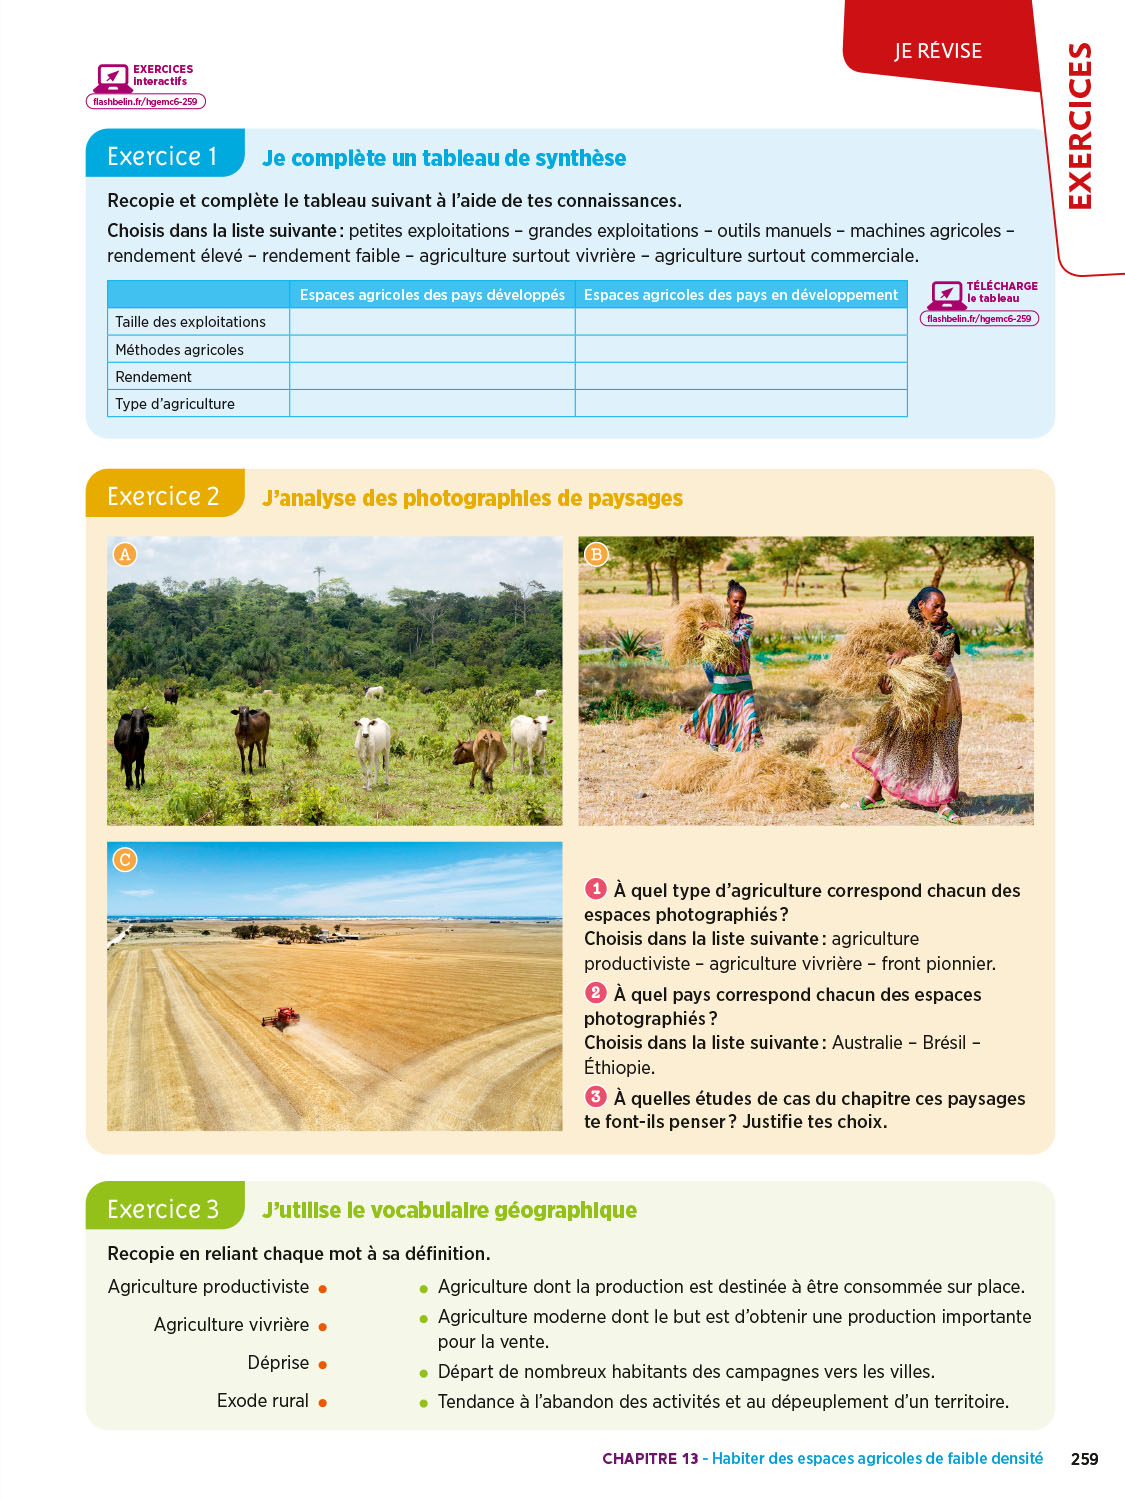 JE RÉVISE
EXERCICES
EXERCICES
interactifs
flashbelin.fr/hgemc6-259
Exercice 1
Je complète un tableau de synthèse
Recopie et complète le tableau suivant à l'aide de tes connaissances.
Choisis dans la liste suivante : petites exploitations – grandes exploitations – outils manuels – machines agricoles –
rendement élevé – rendement faible – agriculture surtout vivrière – agriculture surtout commerciale.
Espaces agricoles des pays développés
Espaces agricoles des pays en développement
Taille des exploitations
Méthodes agricoles
Rendement
Type d'agriculture
TÉLÉCHARGE
le tableau
flashbelin.fr/hgemc6-259
Exercice 2
J'analyse des photographies de paysages
A
B
C
1 À quel type d'agriculture correspond chacun des
espaces photographiés ?
Choisis dans la liste suivante : agriculture
productiviste – agriculture vivrière – front pionnier.
2 À quel pays correspond chacun des espaces
photographiés ?
Choisis dans la liste suivante : Australie – Brésil –
Éthiopie.
3 À quelles études de cas du chapitre ces paysages
te font-ils penser ? Justifie tes choix.
Exercice 3
J'utilise le vocabulaire géographique
Recopie en reliant chaque mot à sa définition.
Agriculture productiviste
Agriculture vivrière
Déprise
Exode rural
Agriculture dont la production est destinée à être consommée sur place.
Agriculture moderne dont le but est d'obtenir une production importante
pour la vente.
Départ de nombreux habitants des campagnes vers les villes.
Tendance à l'abandon des activités et au dépeuplement d'un territoire.
CHAPITRE 13 - Habiter des espaces agricoles de faible densité 259